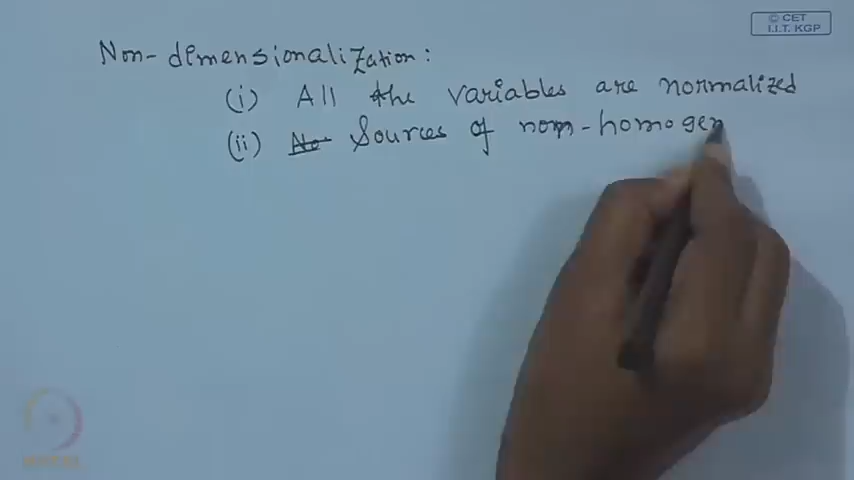 © CET
I.I.T. KGP
Non-dimensionalization:
(i) All the variables are normalized
(ii) No Sources of non-homogen